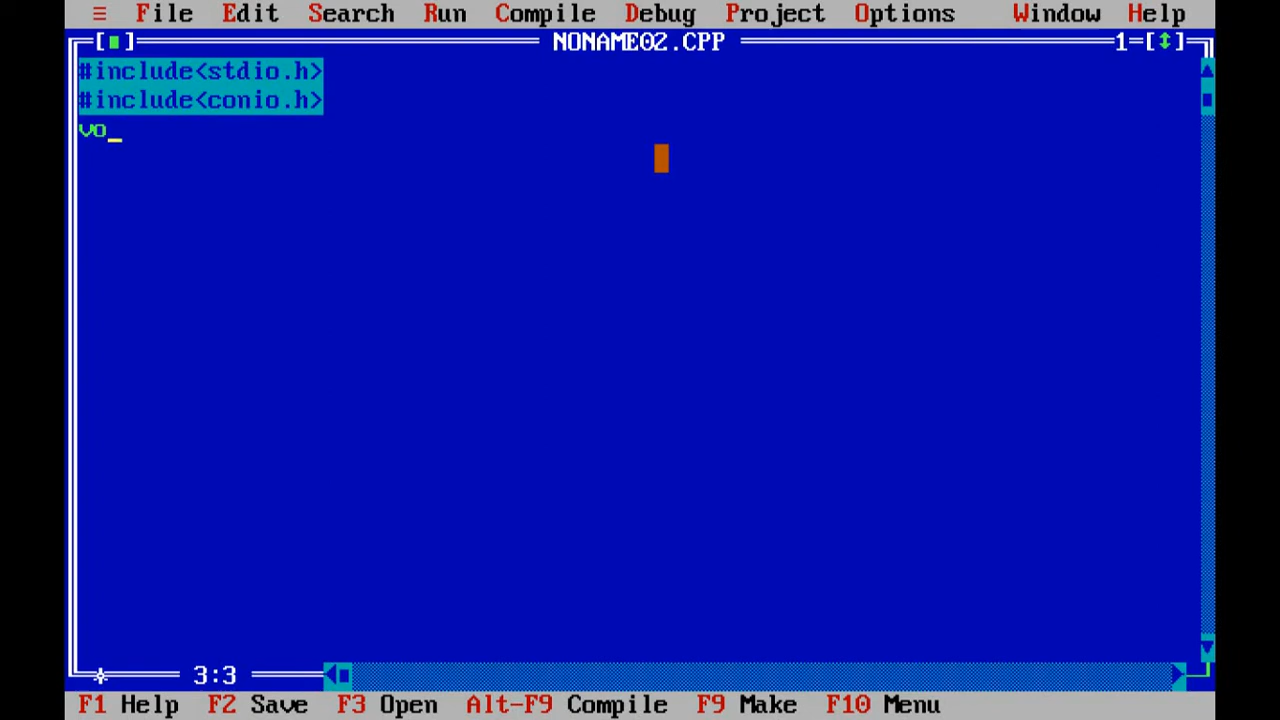 ≡ File Edit Search Run Compile Debug Project Options Window Help
[■] NONAME02.CPP 1=[↕]
#include<stdio.h>
#include<conio.h>
vo_
* 3:3
F1 Help F2 Save F3 Open Alt-F9 Compile F9 Make F10 Menu